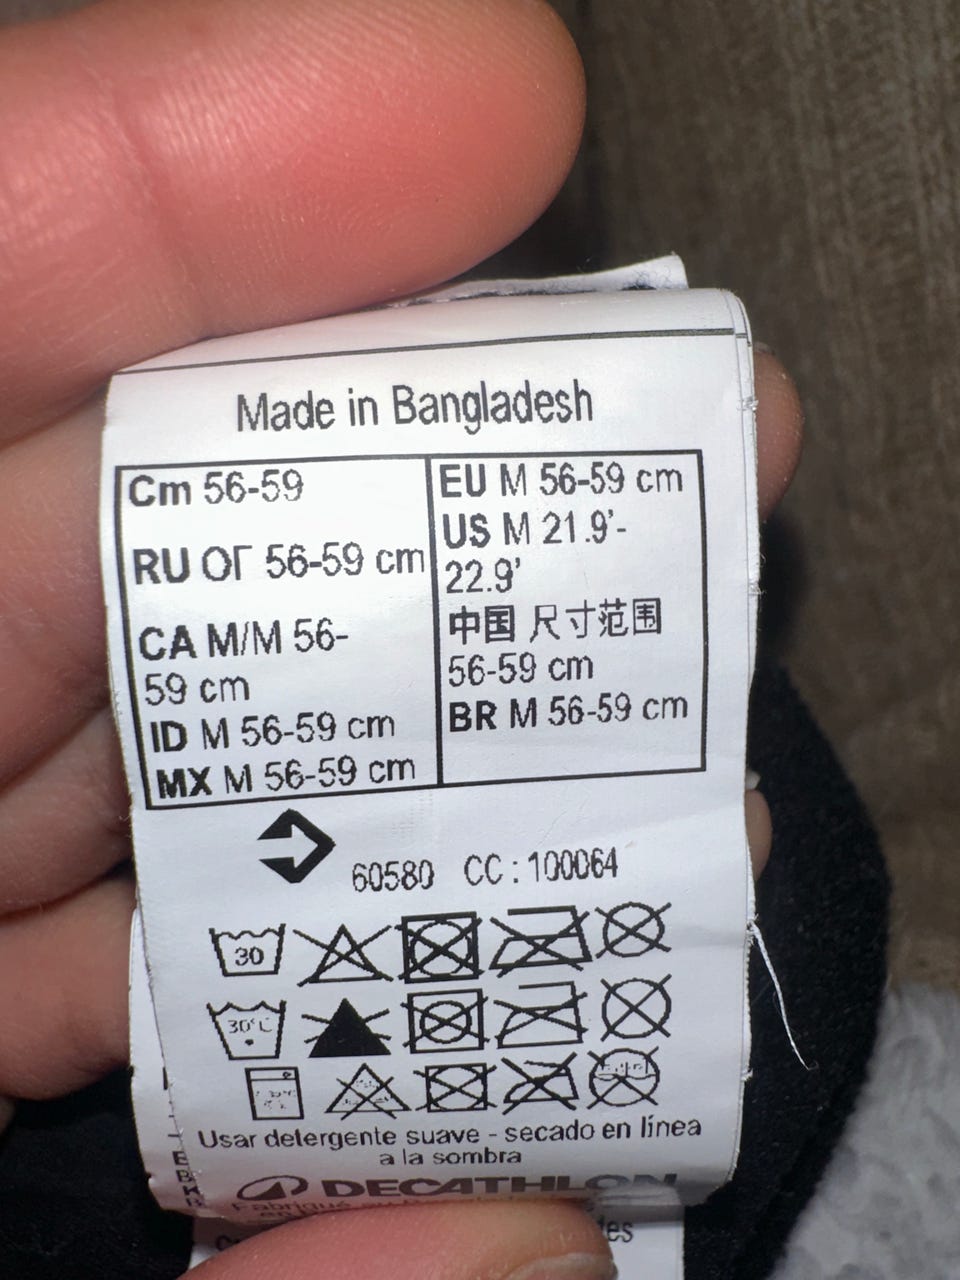 Made in Bangladesh
Cm 56-59
RU ОГ 56-59 cm
CA M/M 56-
59 cm
ID M 56-59 cm
MX M 56-59 cm
EU M 56-59 cm
US M 21.9'-
22.9'
中国 尺寸范围
56-59 cm
BR M 56-59 cm
60580 CC : 100064
30
30°C
Usar detergente suave - secado en línea
a la sombra
DECATHLON